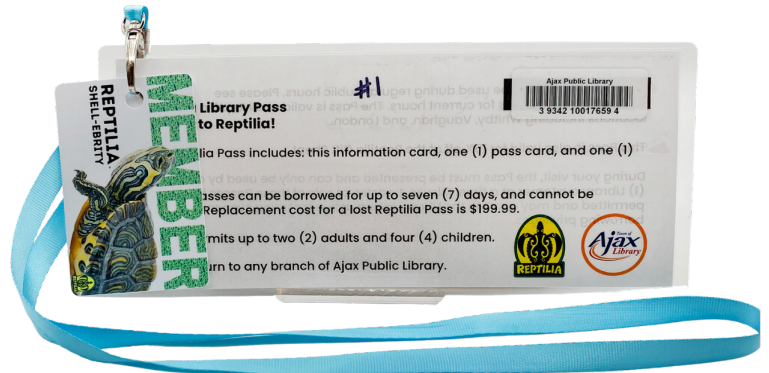 REPTILIA
SHELL-EBRITY
MEMBER
#1
Library Pass
to Reptilia!
Ajax Public Library
3 9342 10017659 4
lia Pass includes: this information card, one (1) pass card, and one (1)
asses can be borrowed for up to seven (7) days, and cannot be
Replacement cost for a lost Reptilia Pass is $199.99.
mits up to two (2) adults and four (4) children.
urn to any branch of Ajax Public Library.
REPTILIA
Town of
Ajax
Library